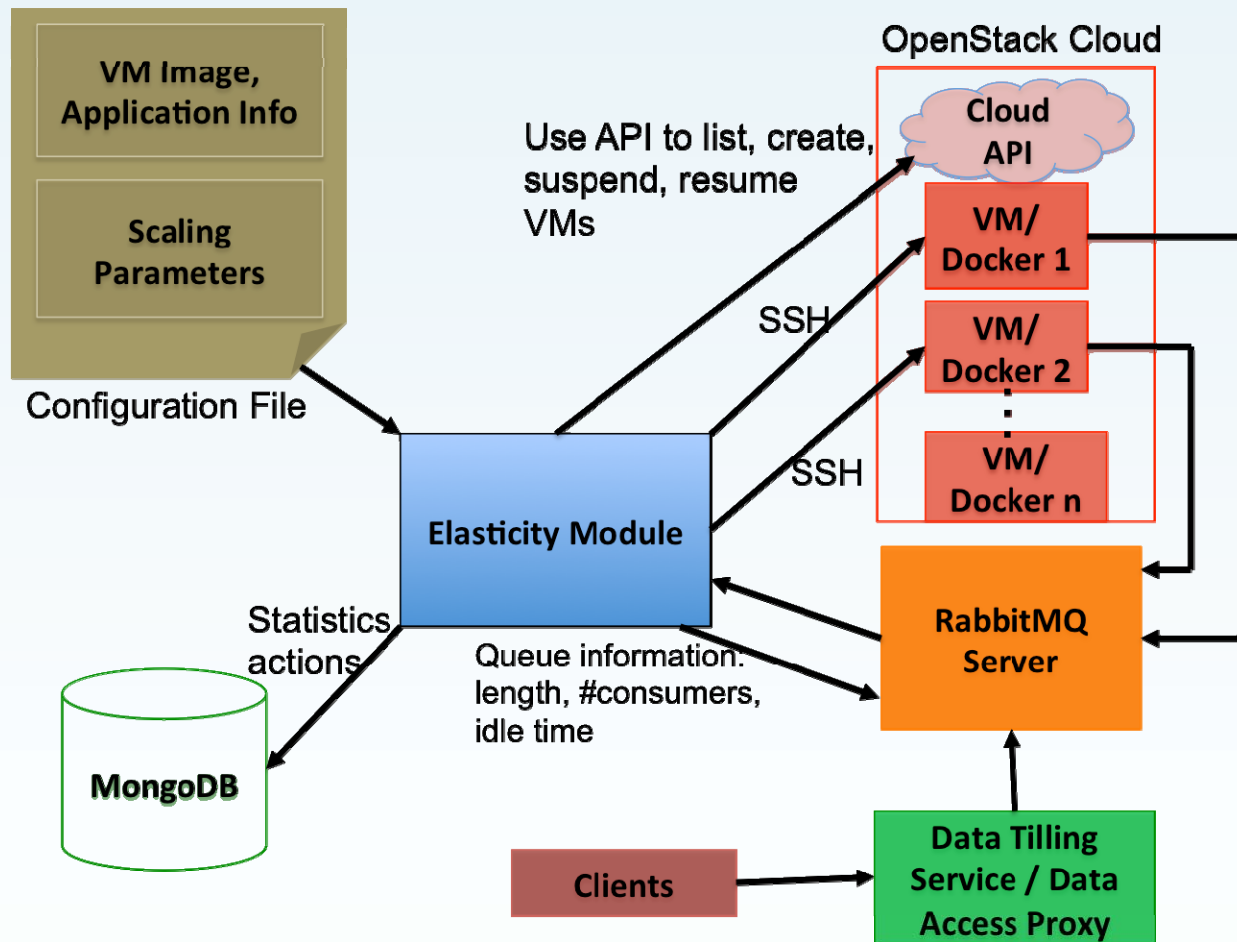 VM Image,
Application Info
Scaling
Parameters
Configuration File
Use API to list, create,
suspend, resume
VMs
OpenStack Cloud
Cloud
API
VM/
Docker 1
SSH
VM/
Docker 2
SSH
VM/
Docker n
Elasticity Module
RabbitMQ
Server
Statistics
actions
Queue information:
length, #consumers,
idle time
MongoDB
Clients
Data Tilling
Service / Data
Access Proxy